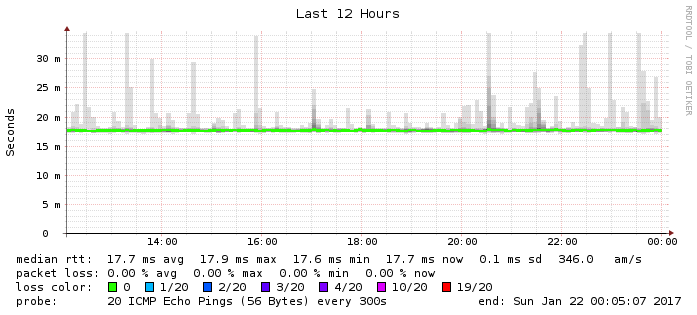 Last 12 Hours
RRDTOOL / TOBI OETIKER
Seconds
30 m
25 m
20 m
15 m
10 m
5 m
0
14:00 16:00 18:00 20:00 22:00 00:00
median rtt: 17.7 ms avg 17.9 ms max 17.6 ms min 17.7 ms now 0.1 ms sd 346.0 am/s
packet loss: 0.00 % avg 0.00 % max 0.00 % min 0.00 % now
loss color: 0 1/20 2/20 3/20 4/20 10/20 19/20
probe: 20 ICMP Echo Pings (56 Bytes) every 300s end: Sun Jan 22 00:05:07 2017